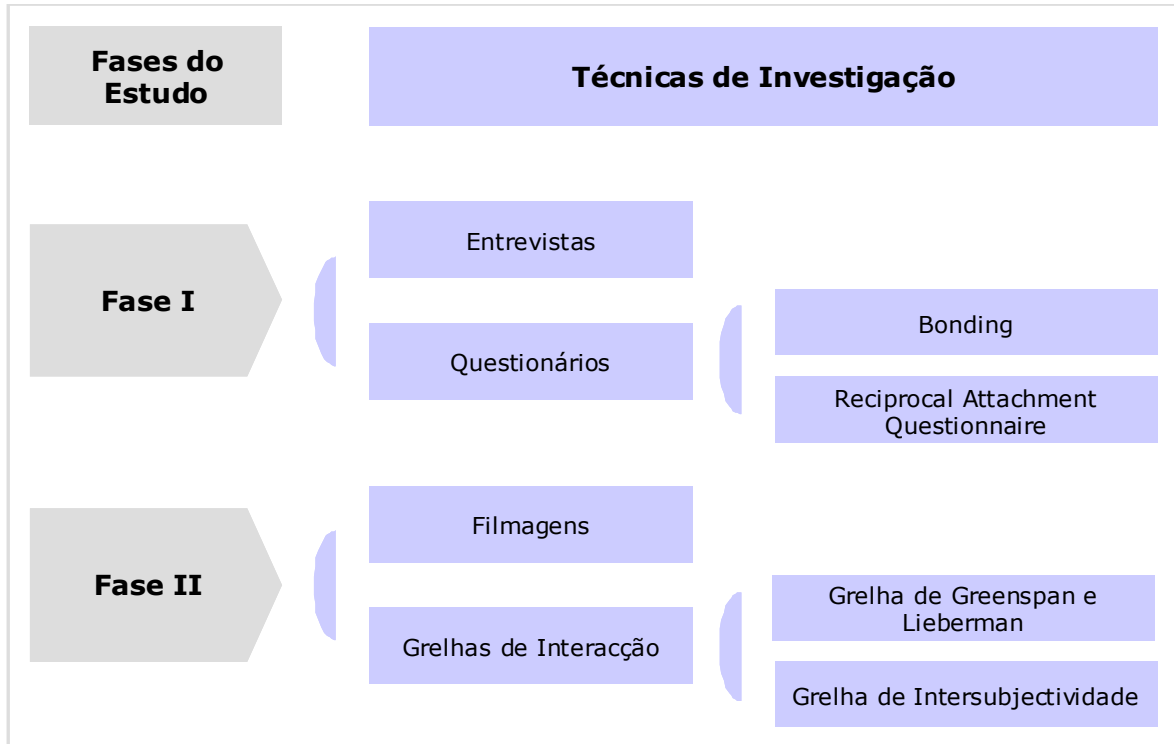 Fases do
Estudo
Técnicas de Investigação
Fase I
Entrevistas
Questionários
Bonding
Reciprocal Attachment
Questionnaire
Fase II
Filmagens
Grelhas de Interacção
Grelha de Greenspan e
Lieberman
Grelha de Intersubjectividade